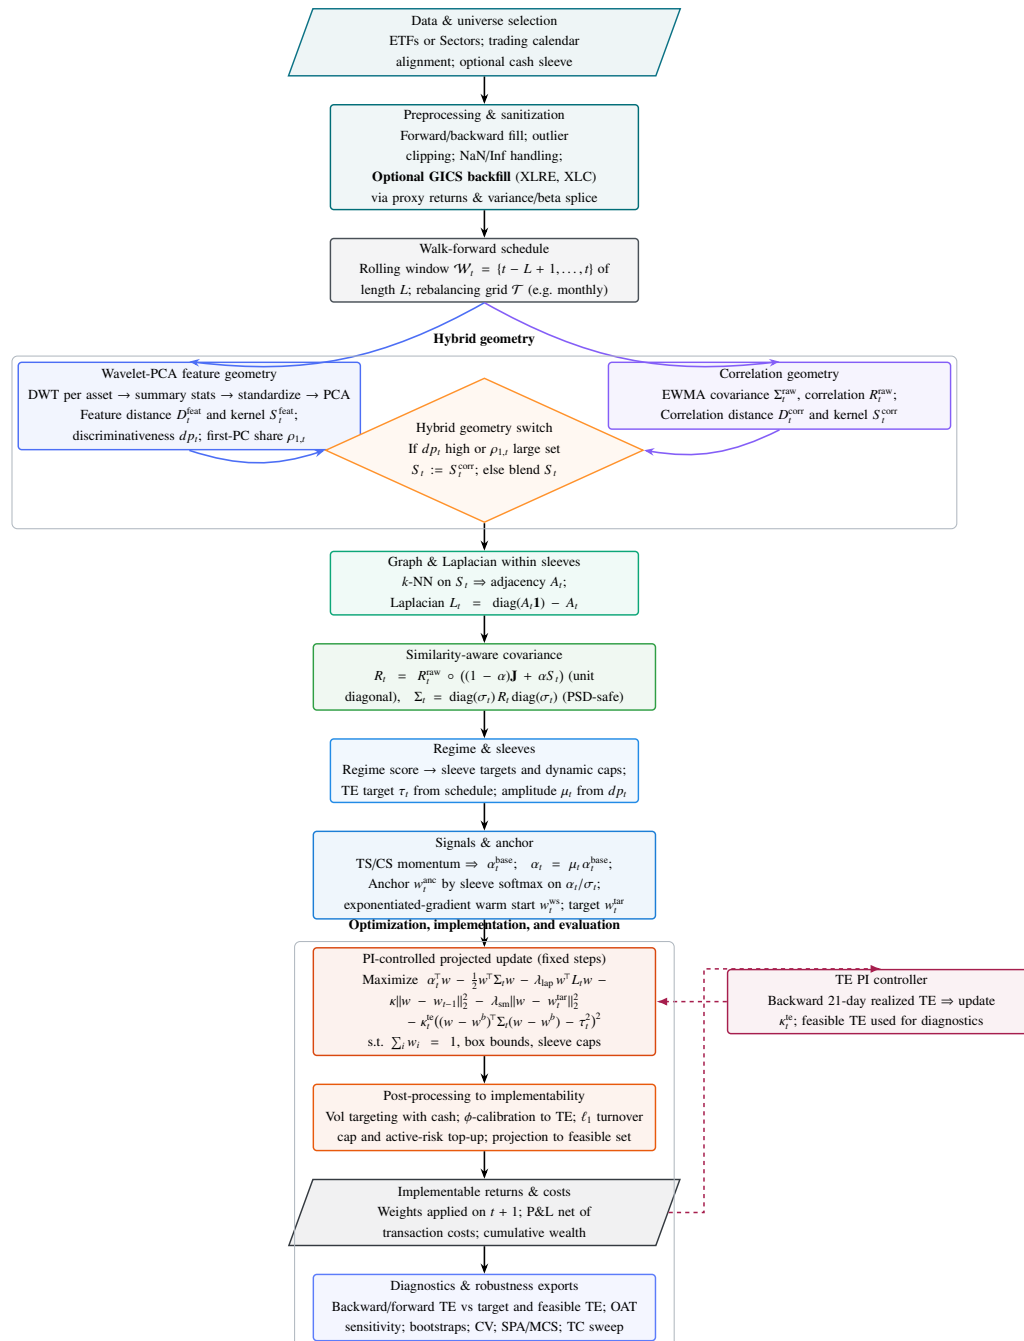 Data & universe selection
ETFs or Sectors; trading calendar
alignment; optional cash sleeve
Preprocessing & sanitization
Forward/backward fill; outlier
clipping; NaN/Inf handling;
Optional GICS backfill (XLRE, XLC)
via proxy returns & variance/beta splice
Walk-forward schedule
Rolling window 𝒲_t = {t − L + 1, . . . , t} of
length L; rebalancing grid 𝒯 (e.g. monthly)
Hybrid geometry
Wavelet-PCA feature geometry
DWT per asset → summary stats → standardize → PCA
Feature distance D_t^feat and kernel S_t^feat;
discriminativeness dp_t; first-PC share ρ_{1,t}
Hybrid geometry switch
If dp_t high or ρ_{1,t} large set
S_t := S_t^corr; else blend S_t
Correlation geometry
EWMA covariance Σ_t^raw, correlation R_t^raw;
Correlation distance D_t^corr and kernel S_t^corr
Graph & Laplacian within sleeves
k-NN on S_t ⇒ adjacency A_t;
Laplacian L_t = diag(A_t 1) − A_t
Similarity-aware covariance
R_t = R_t^raw ∘ ((1 − α)J + αS_t) (unit
diagonal), Σ_t = diag(σ_t) R_t diag(σ_t) (PSD-safe)
Regime & sleeves
Regime score → sleeve targets and dynamic caps;
TE target τ_t from schedule; amplitude μ_t from dp_t
Signals & anchor
TS/CS momentum ⇒ α_t^base; α_t = μ_t α_t^base;
Anchor w_t^anc by sleeve softmax on α_t/σ_t;
exponentiated-gradient warm start w_t^ws; target w_t^tar
Optimization, implementation, and evaluation
PI-controlled projected update (fixed steps)
Maximize α_t^⊤ w − ½ w^⊤ Σ_t w − λ_lap w^⊤ L_t w −
κ‖w − w_{t−1}‖_2^2 − λ_sm‖w − w_t^tar‖_2^2
− κ_t^te((w − w^b)^⊤ Σ_t(w − w^b) − τ_t^2)^2
s.t. ∑_i w_i = 1, box bounds, sleeve caps
TE PI controller
Backward 21-day realized TE ⇒ update
κ_t^te; feasible TE used for diagnostics
Post-processing to implementability
Vol targeting with cash; ϕ-calibration to TE; ℓ_1 turnover
cap and active-risk top-up; projection to feasible set
Implementable returns & costs
Weights applied on t + 1; P&L net of
transaction costs; cumulative wealth
Diagnostics & robustness exports
Backward/forward TE vs target and feasible TE; OAT
sensitivity; bootstraps; CV; SPA/MCS; TC sweep